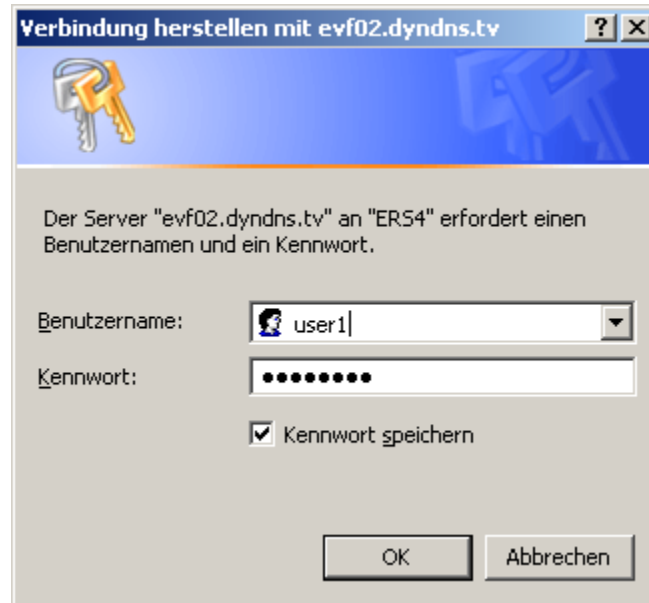 Verbindung herstellen mit evf02.dyndns.tv
Der Server "evf02.dyndns.tv" an "ERS4" erfordert einen
Benutzernamen und ein Kennwort.
Benutzername:
user1
Kennwort:
●●●●●●●●
Kennwort speichern
OK
Abbrechen